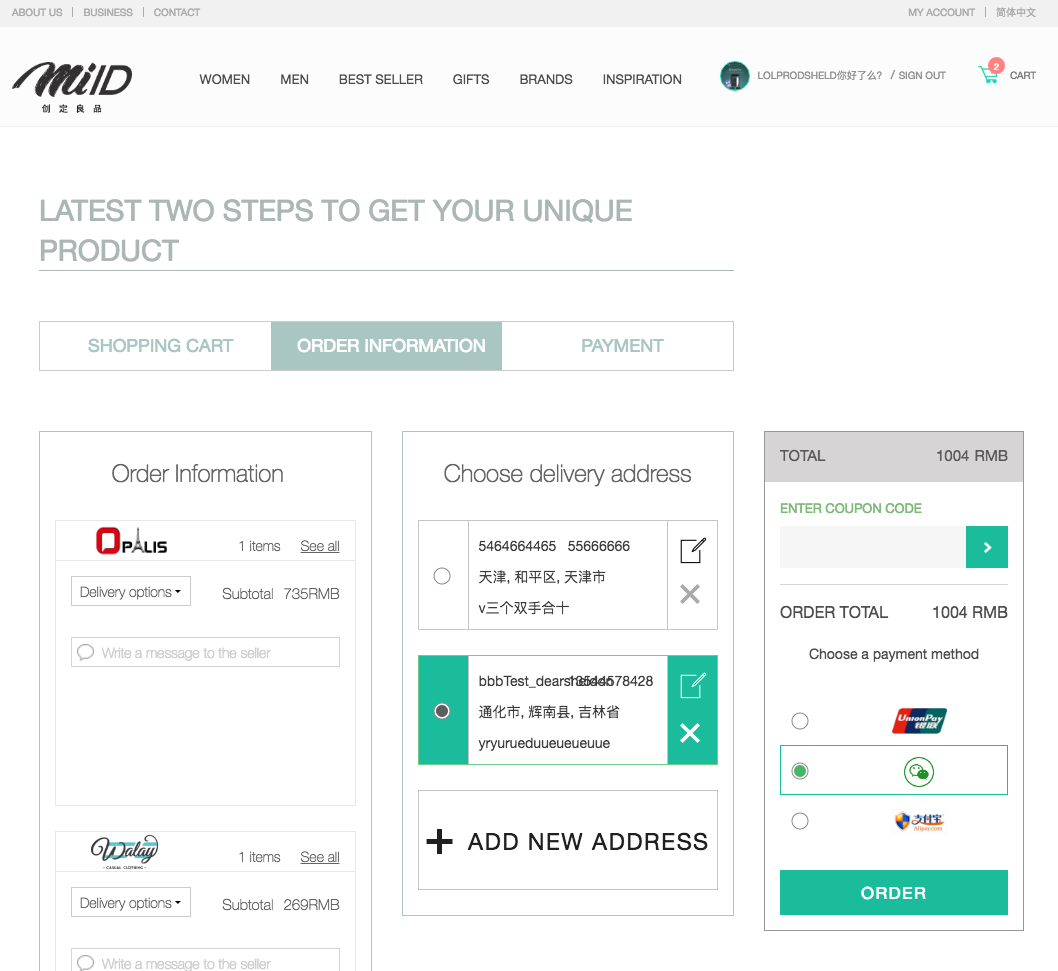 ABOUT US | BUSINESS | CONTACT
MY ACCOUNT | 简体中文
MiID
创定良品
WOMEN MEN BEST SELLER GIFTS BRANDS INSPIRATION
LOLPRODSHELD你好了么? / SIGN OUT
2
CART
LATEST TWO STEPS TO GET YOUR UNIQUE
PRODUCT
SHOPPING CART ORDER INFORMATION PAYMENT
Order Information
OPALIS
1 items See all
Delivery options
Subtotal 735RMB
Write a message to the seller
Walay
- CASUAL CLOTHING -
1 items See all
Delivery options
Subtotal 269RMB
Write a message to the seller
Choose delivery address
5464664465 55666666
天津, 和平区, 天津市
v三个双手合十
bbbTest_dearsheldon 13544578428
通化市, 辉南县, 吉林省
yryurueduueueueuue
ADD NEW ADDRESS
TOTAL 1004 RMB
ENTER COUPON CODE
ORDER TOTAL 1004 RMB
Choose a payment method
UnionPay
银联
支付宝
Alipay.com
ORDER